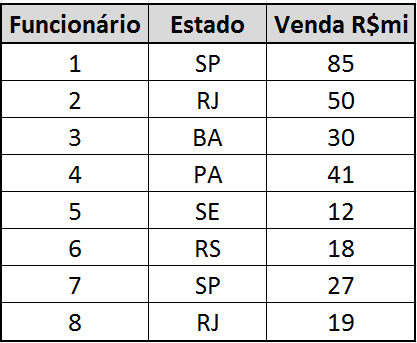 Funcionário Estado Venda R$mi
1 SP 85
2 RJ 50
3 BA 30
4 PA 41
5 SE 12
6 RS 18
7 SP 27
8 RJ 19